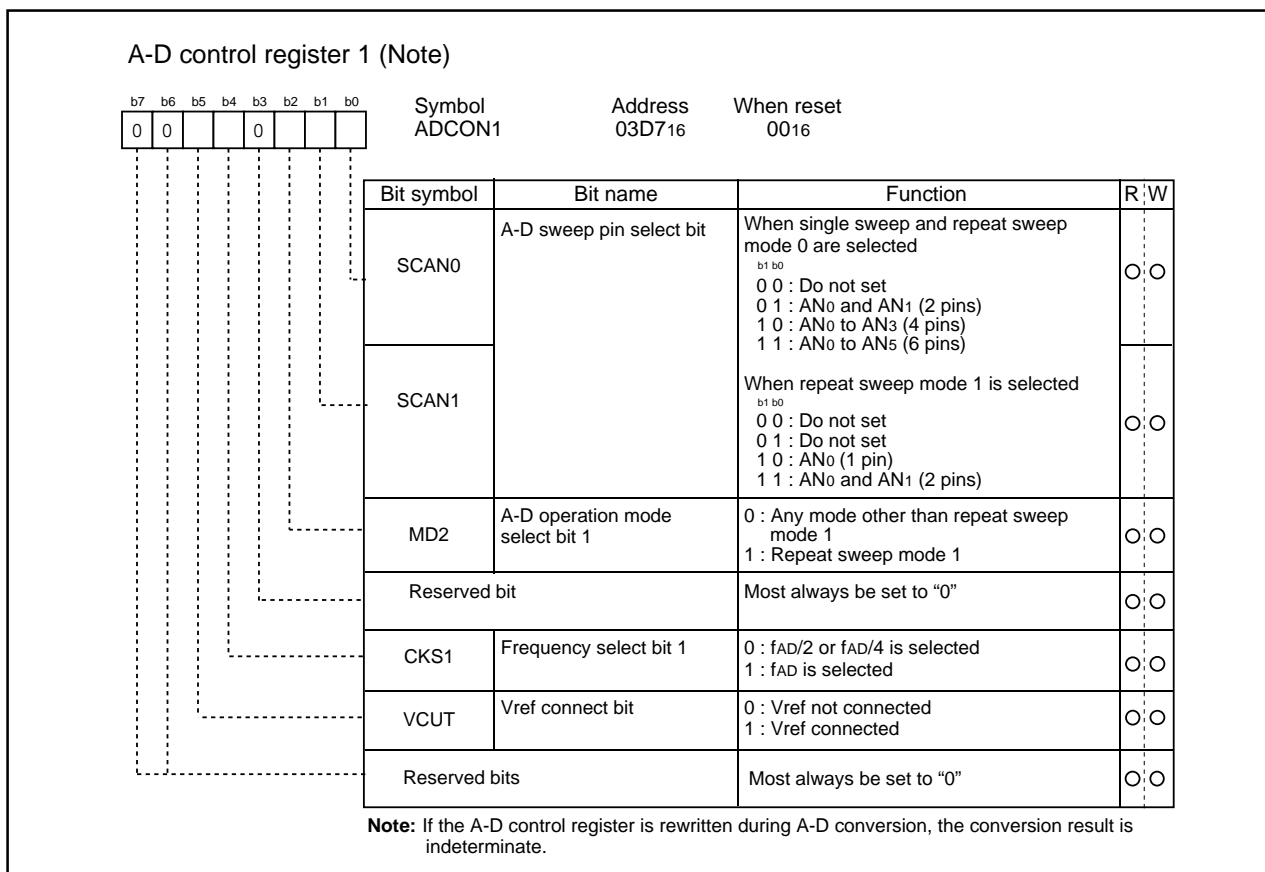 A-D control register 1 (Note)
b7 b6 b5 b4 b3 b2 b1 b0
0 0 0
Symbol Address When reset
ADCON1 03D716 0016
Bit symbol Bit name Function R W
SCAN0
A-D sweep pin select bit
When single sweep and repeat sweep
mode 0 are selected
b1 b0
0 0 : Do not set
0 1 : AN0 and AN1 (2 pins)
1 0 : AN0 to AN3 (4 pins)
1 1 : AN0 to AN5 (6 pins)
SCAN1
When repeat sweep mode 1 is selected
b1 b0
0 0 : Do not set
0 1 : Do not set
1 0 : AN0 (1 pin)
1 1 : AN0 and AN1 (2 pins)
MD2
A-D operation mode
select bit 1
0 : Any mode other than repeat sweep
mode 1
1 : Repeat sweep mode 1
Reserved bit
Most always be set to “0”
CKS1
Frequency select bit 1
0 : fAD/2 or fAD/4 is selected
1 : fAD is selected
VCUT
Vref connect bit
0 : Vref not connected
1 : Vref connected
Reserved bits
Most always be set to “0”
Note: If the A-D control register is rewritten during A-D conversion, the conversion result is
indeterminate.